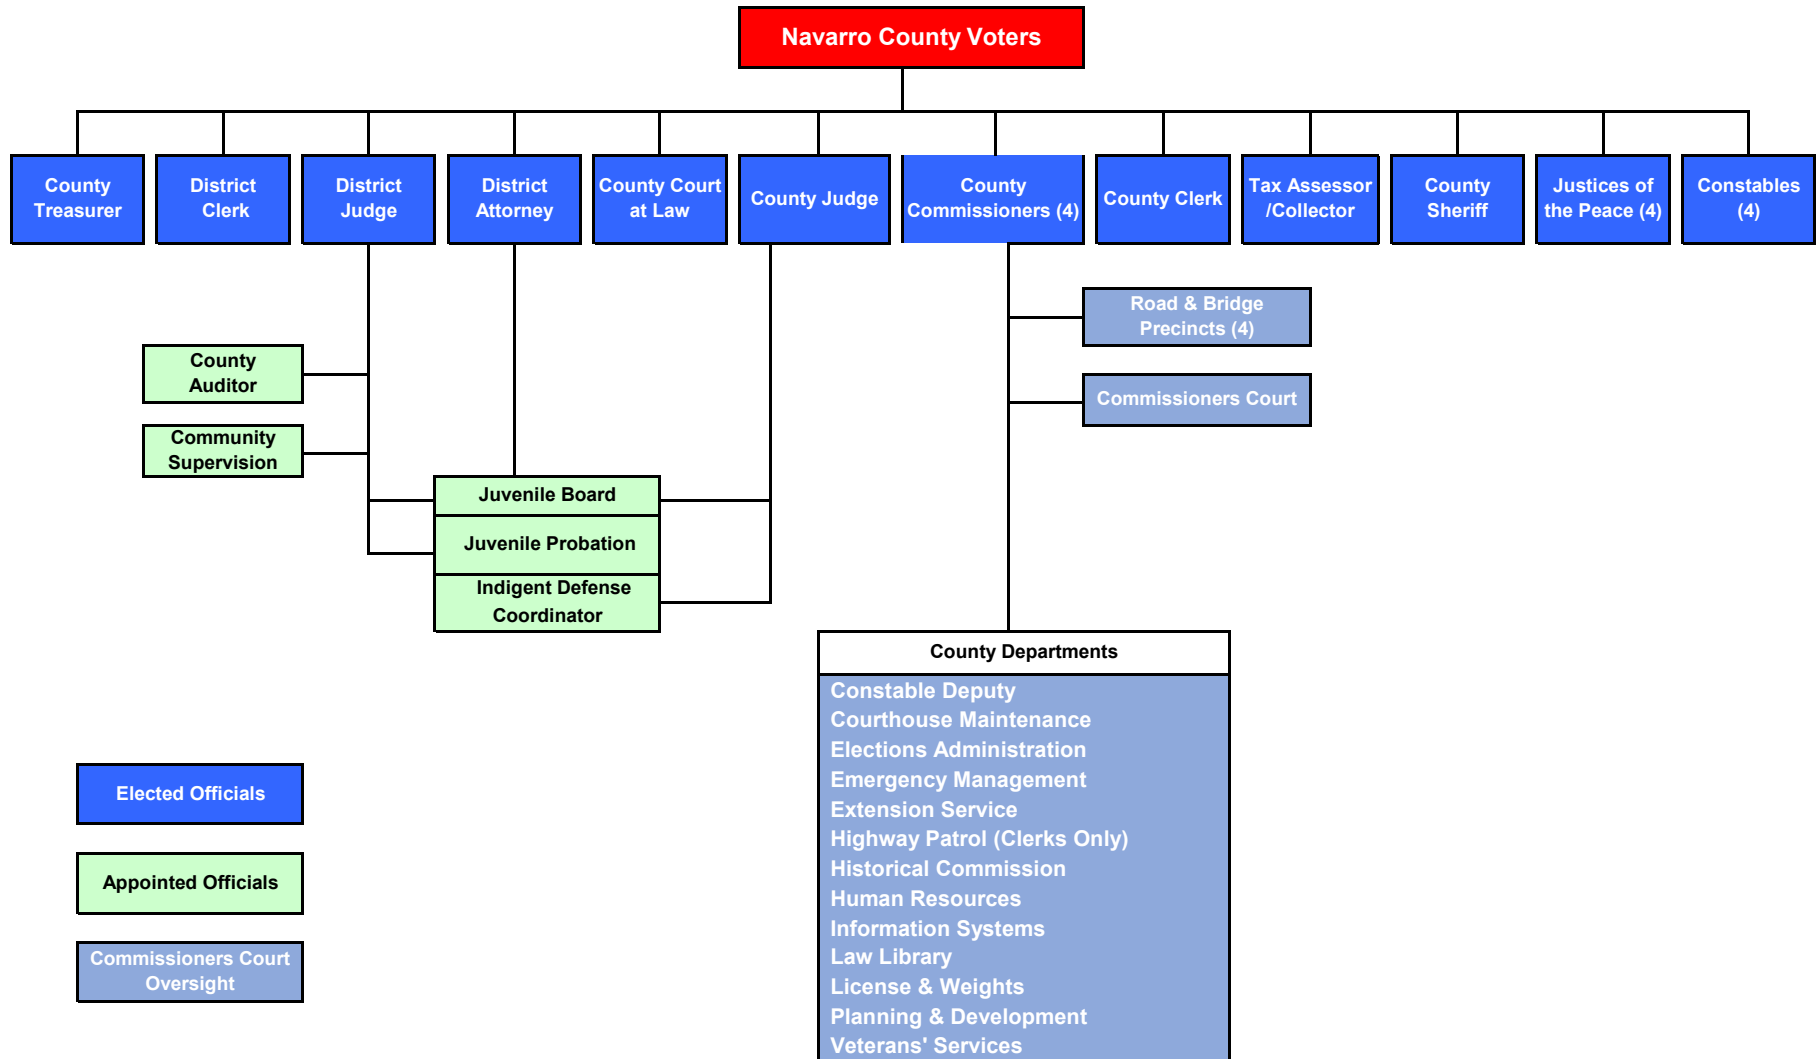 Navarro County Voters
County
Treasurer
District
Clerk
District
Judge
District
Attorney
County Court
at Law
County Judge
County
Commissioners (4)
County Clerk
Tax Assessor
/Collector
County
Sheriff
Justices of
the Peace (4)
Constables
(4)
Road & Bridge
Precincts (4)
County
Auditor
Commissioners Court
Community
Supervision
Juvenile Board
Juvenile Probation
Indigent Defense
Coordinator
County Departments
Constable Deputy
Courthouse Maintenance
Elections Administration
Emergency Management
Extension Service
Highway Patrol (Clerks Only)
Historical Commission
Human Resources
Information Systems
Law Library
License & Weights
Planning & Development
Veterans' Services
Elected Officials
Appointed Officials
Commissioners Court
Oversight